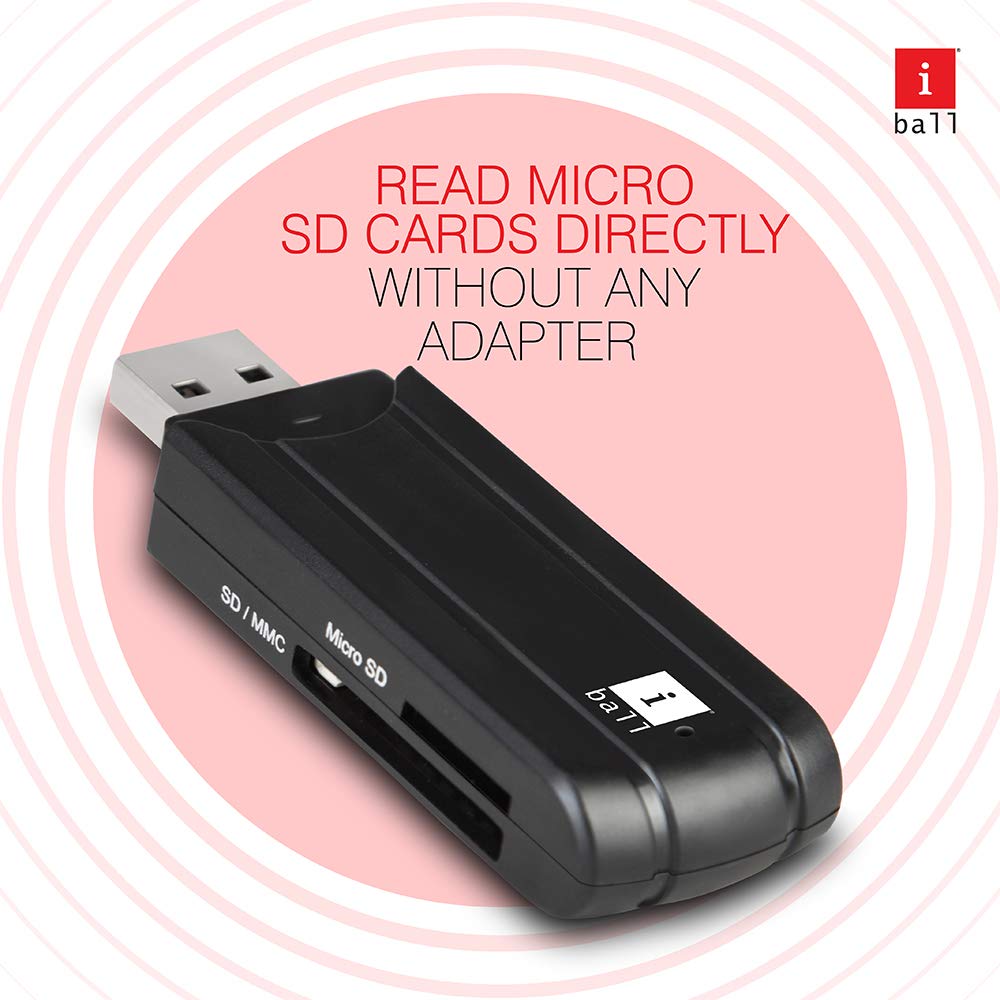 i
ball
READ MICRO
SD CARDS DIRECTLY
WITHOUT ANY
ADAPTER
SD / MMC
Micro SD
i
ball